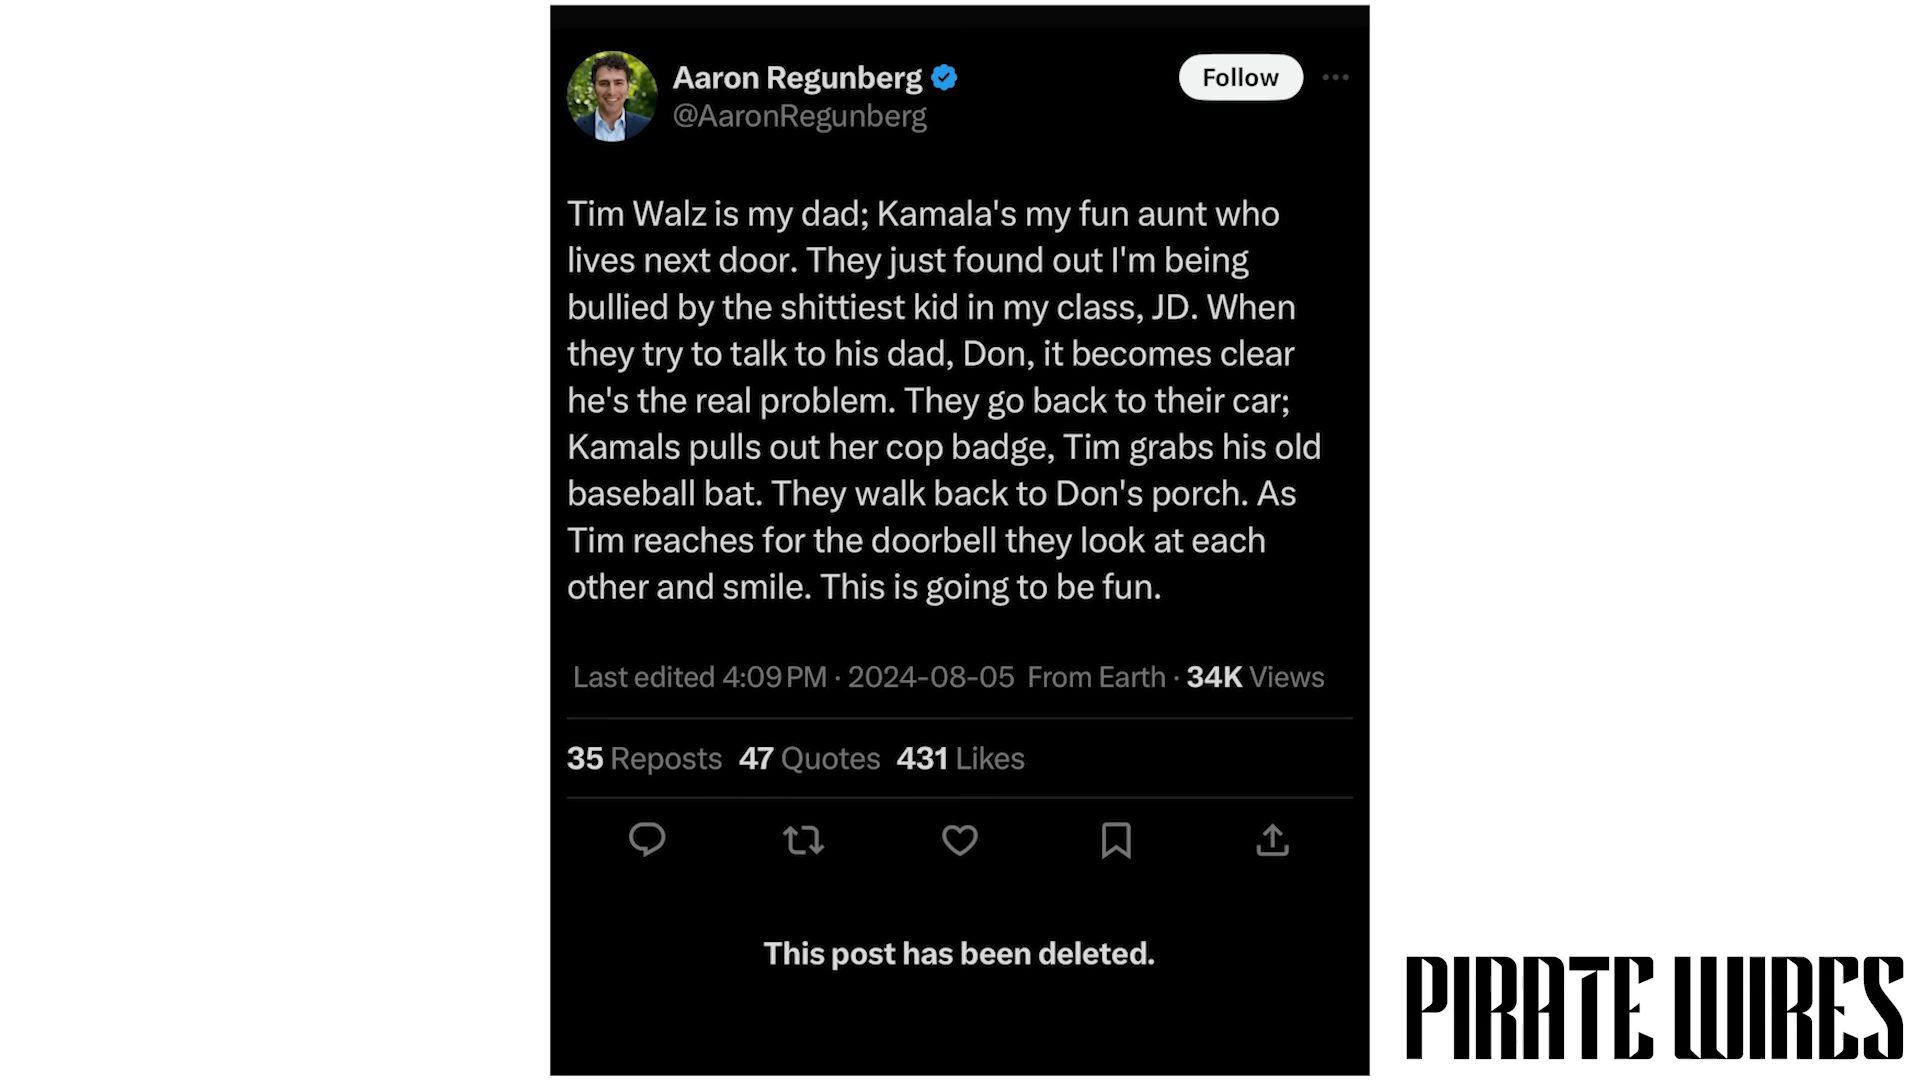 Aaron Regunberg
@AaronRegunberg
Follow
Tim Walz is my dad; Kamala's my fun aunt who
lives next door. They just found out I'm being
bullied by the shittiest kid in my class, JD. When
they try to talk to his dad, Don, it becomes clear
he's the real problem. They go back to their car;
Kamals pulls out her cop badge, Tim grabs his old
baseball bat. They walk back to Don's porch. As
Tim reaches for the doorbell they look at each
other and smile. This is going to be fun.
Last edited 4:09 PM · 2024-08-05 From Earth · 34K Views
35 Reposts 47 Quotes 431 Likes
This post has been deleted.
PIRATE WIRES